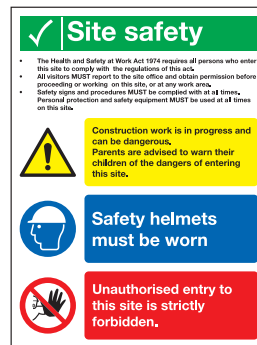 Site safety
• The Health and Safety at Work Act 1974 requires all persons who enter
this site to comply with the regulations of this act.
• All visitors MUST report to the site office and obtain permission before
proceeding or working on this site, or at any work area.
• Safety signs and procedures MUST be complied with at all times.
Personal protection and safety equipment MUST be used at all times
on this site.
Construction work is in progress and
can be dangerous.
Parents are advised to warn their
children of the dangers of entering
this site.
Safety helmets
must be worn
Unauthorised entry to
this site is strictly
forbidden.